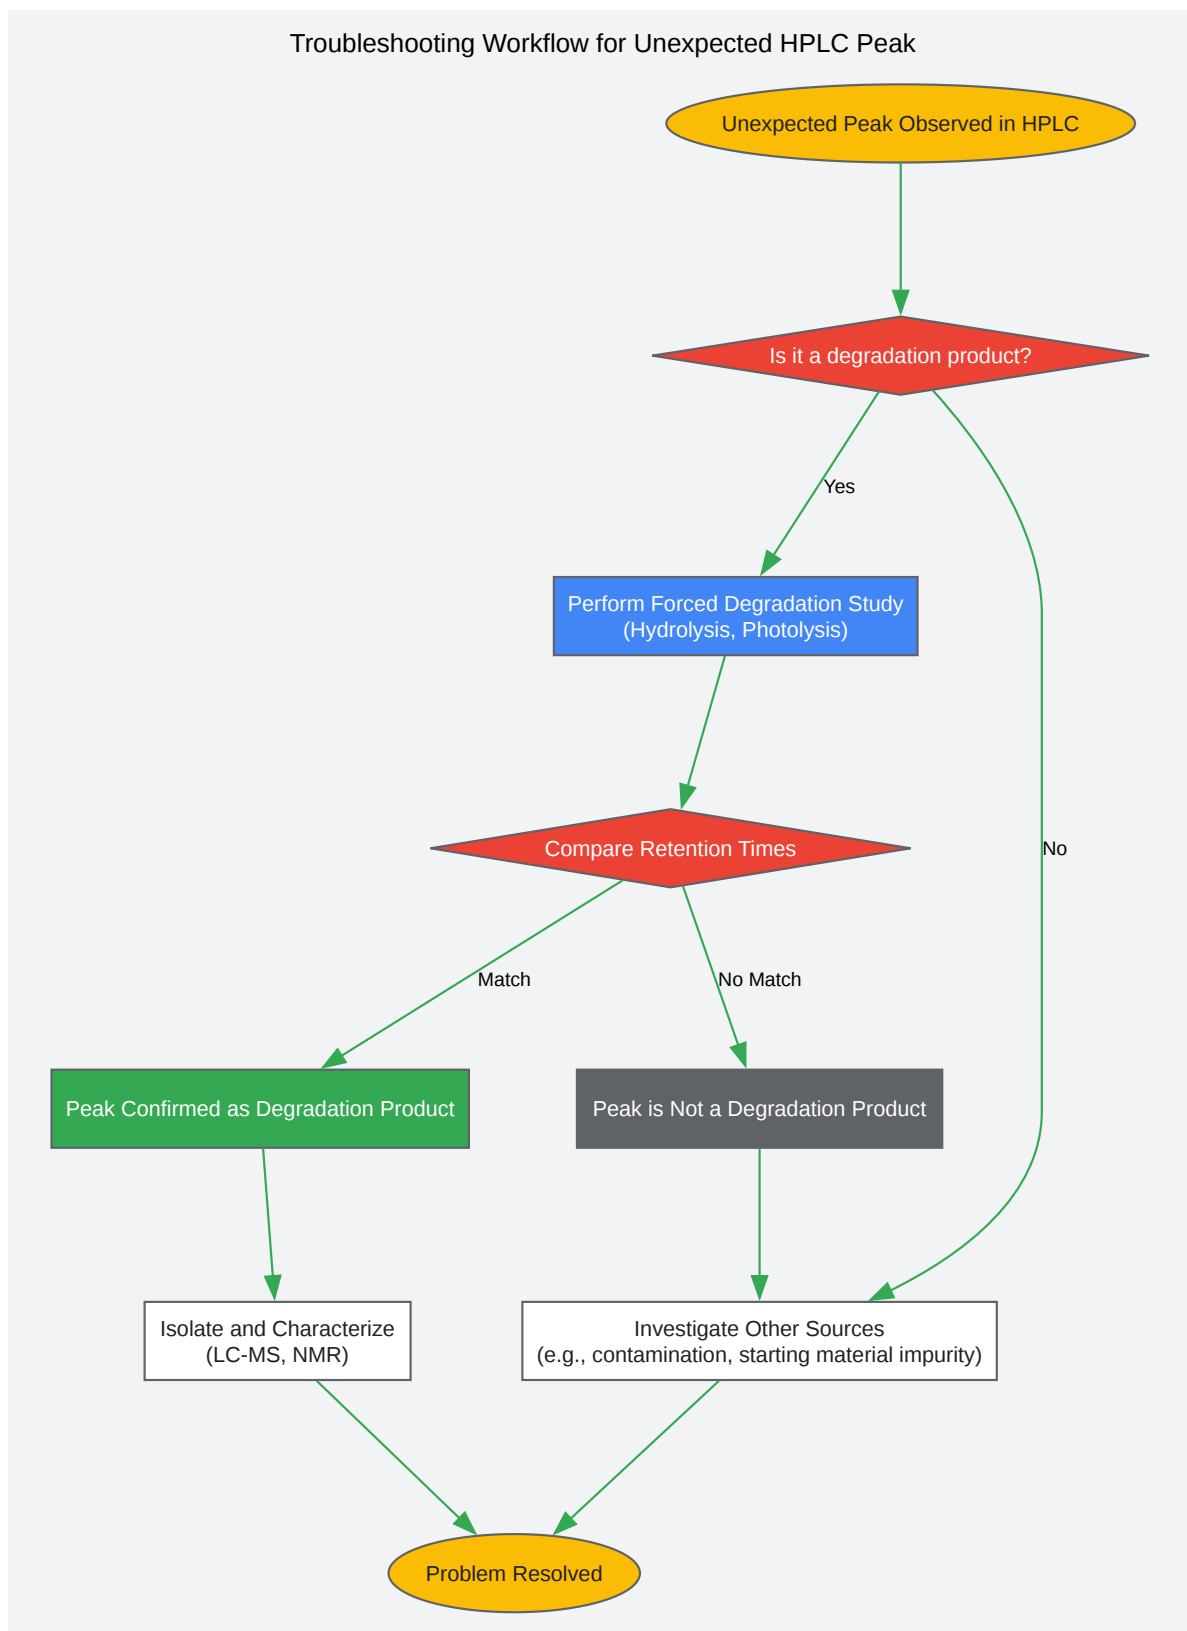 Troubleshooting Workflow for Unexpected HPLC Peak
Unexpected Peak Observed in HPLC
Is it a degradation product?
Yes
Perform Forced Degradation Study
(Hydrolysis, Photolysis)
Compare Retention Times
No
Match
No Match
Peak Confirmed as Degradation Product
Peak is Not a Degradation Product
Isolate and Characterize
(LC-MS, NMR)
Investigate Other Sources
(e.g., contamination, starting material impurity)
Problem Resolved